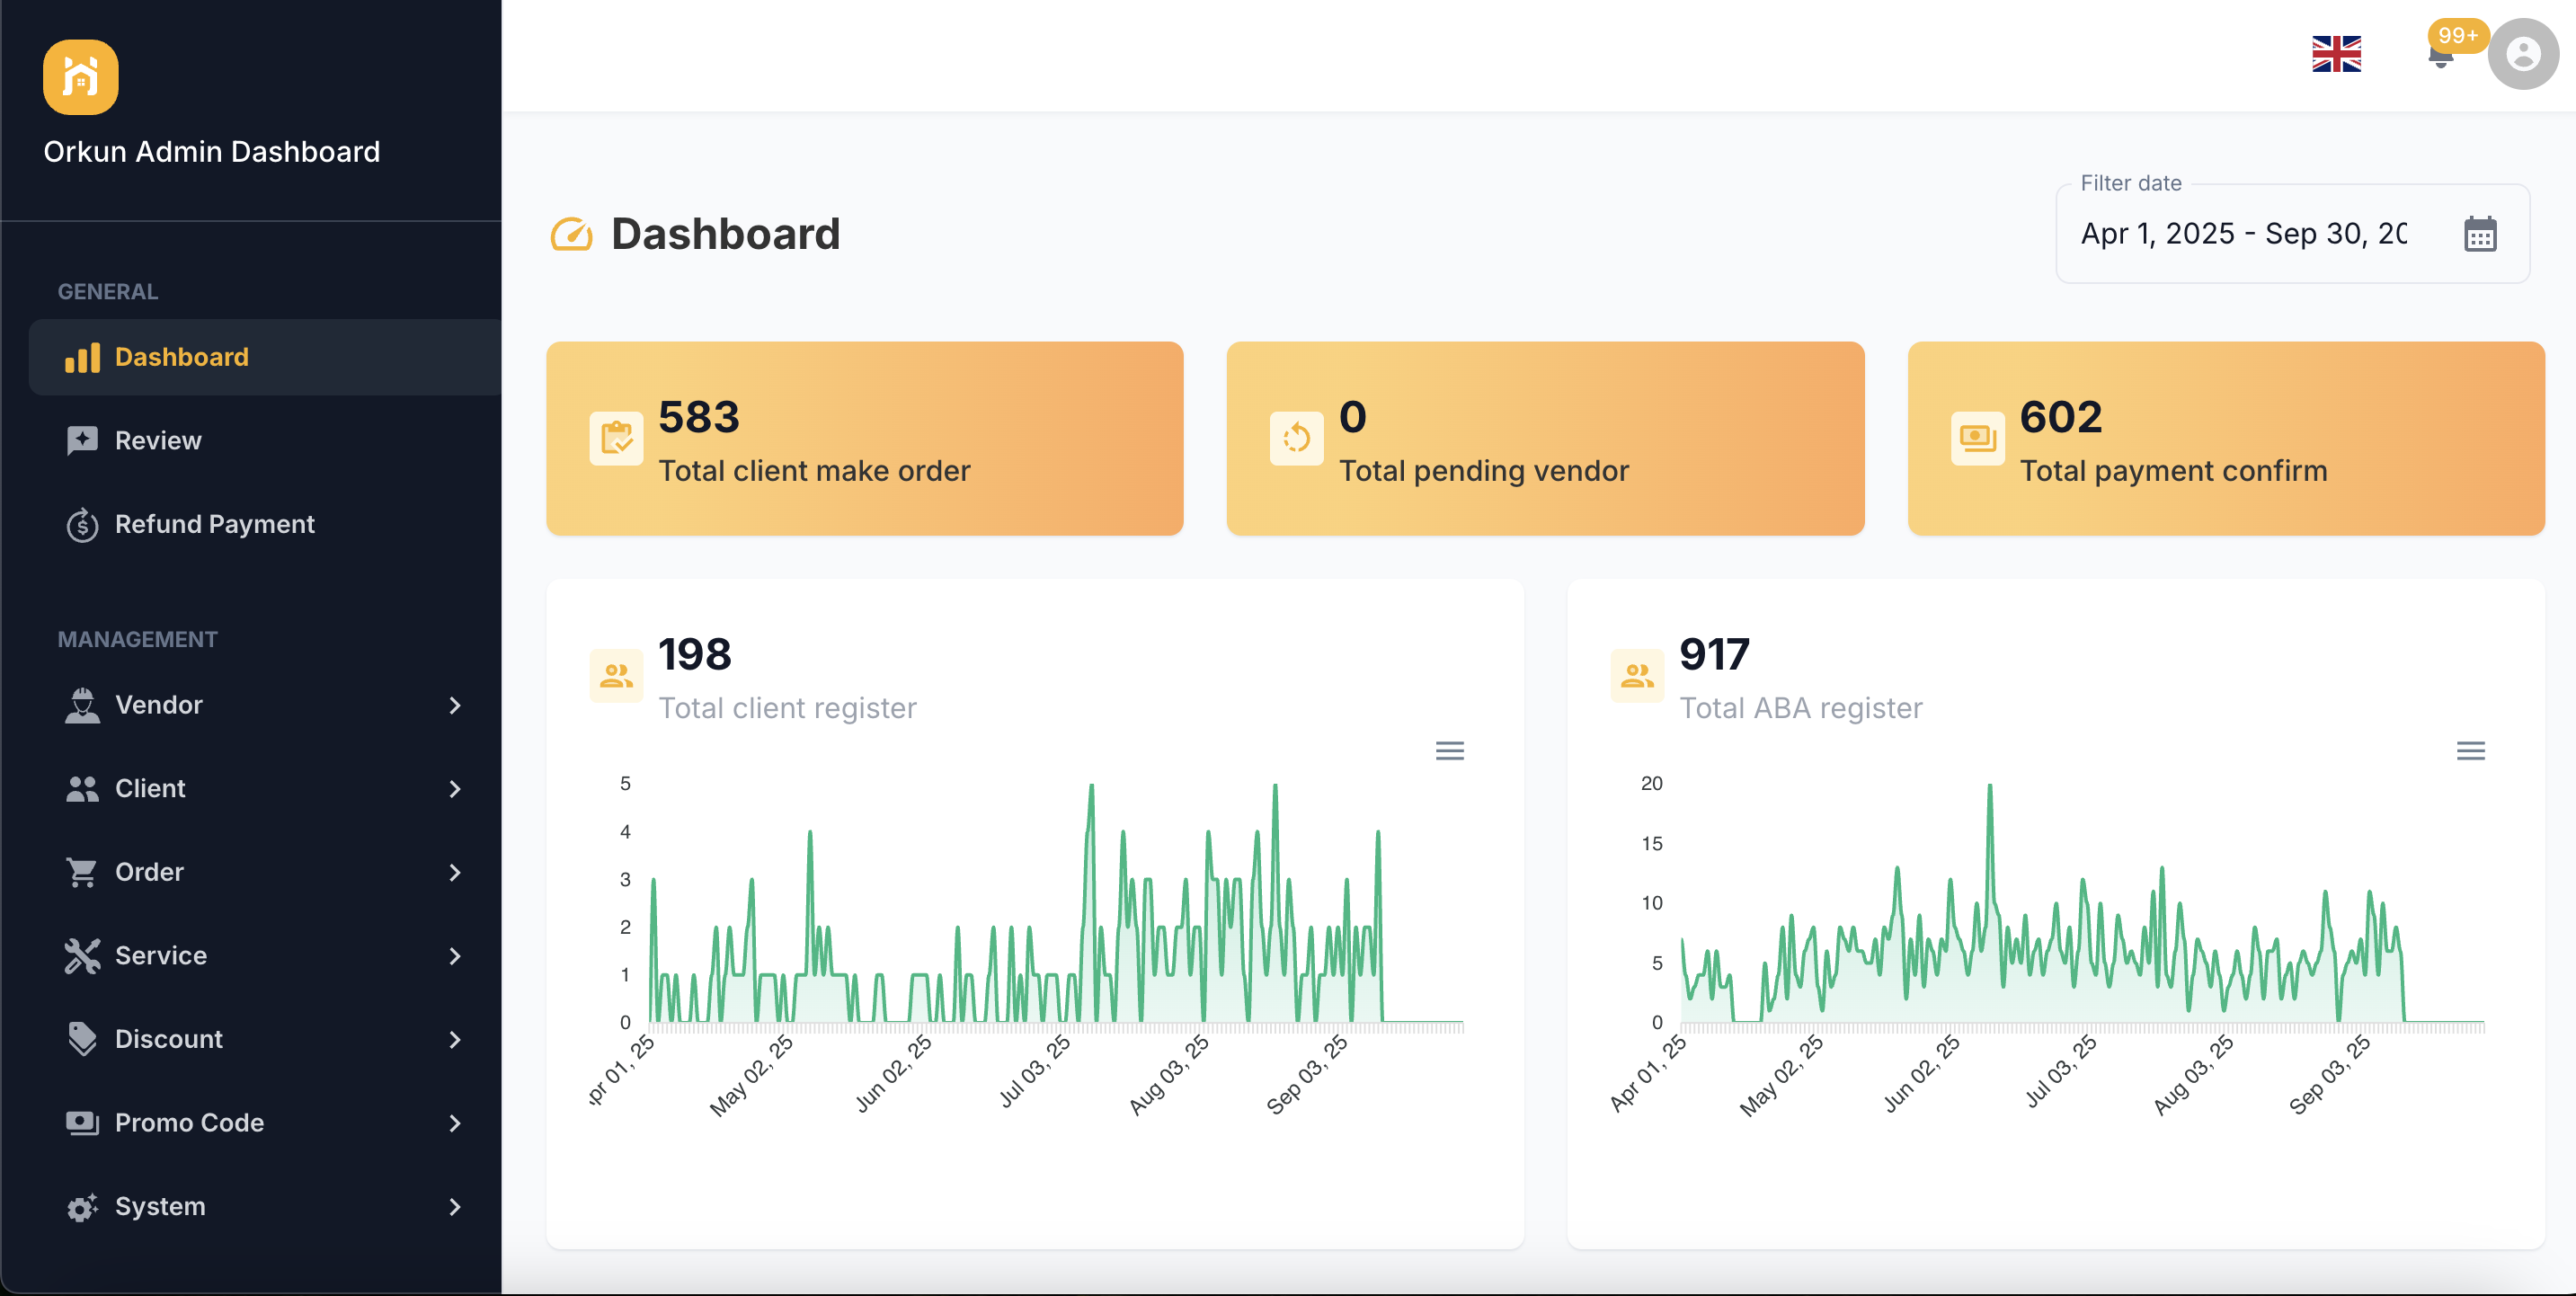 Orkun Admin Dashboard
GENERAL
Dashboard
Review
Refund Payment
MANAGEMENT
Vendor
Client
Order
Service
Discount
Promo Code
System
99+
Dashboard
Filter date
Apr 1, 2025 - Sep 30, 20
583
Total client make order
0
Total pending vendor
602
Total payment confirm
198
Total client register
5
4
3
2
1
0
pr 01, 25
May 02, 25
Jun 02, 25
Jul 03, 25
Aug 03, 25
Sep 03, 25
917
Total ABA register
20
15
10
5
0
Apr 01, 25
May 02, 25
Jun 02, 25
Jul 03, 25
Aug 03, 25
Sep 03, 25